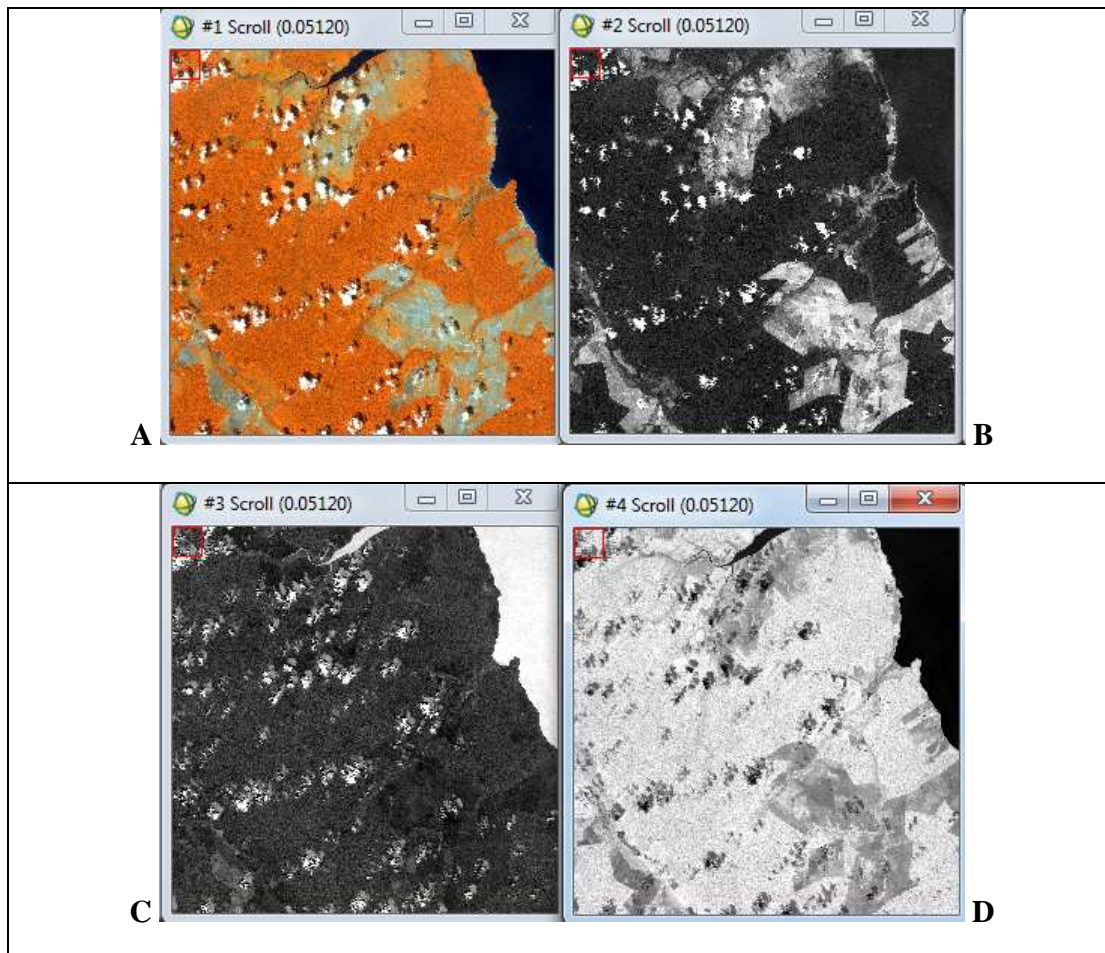 #1 Scroll (0.05120)
#2 Scroll (0.05120)
A
B
#3 Scroll (0.05120)
#4 Scroll (0.05120)
C
D